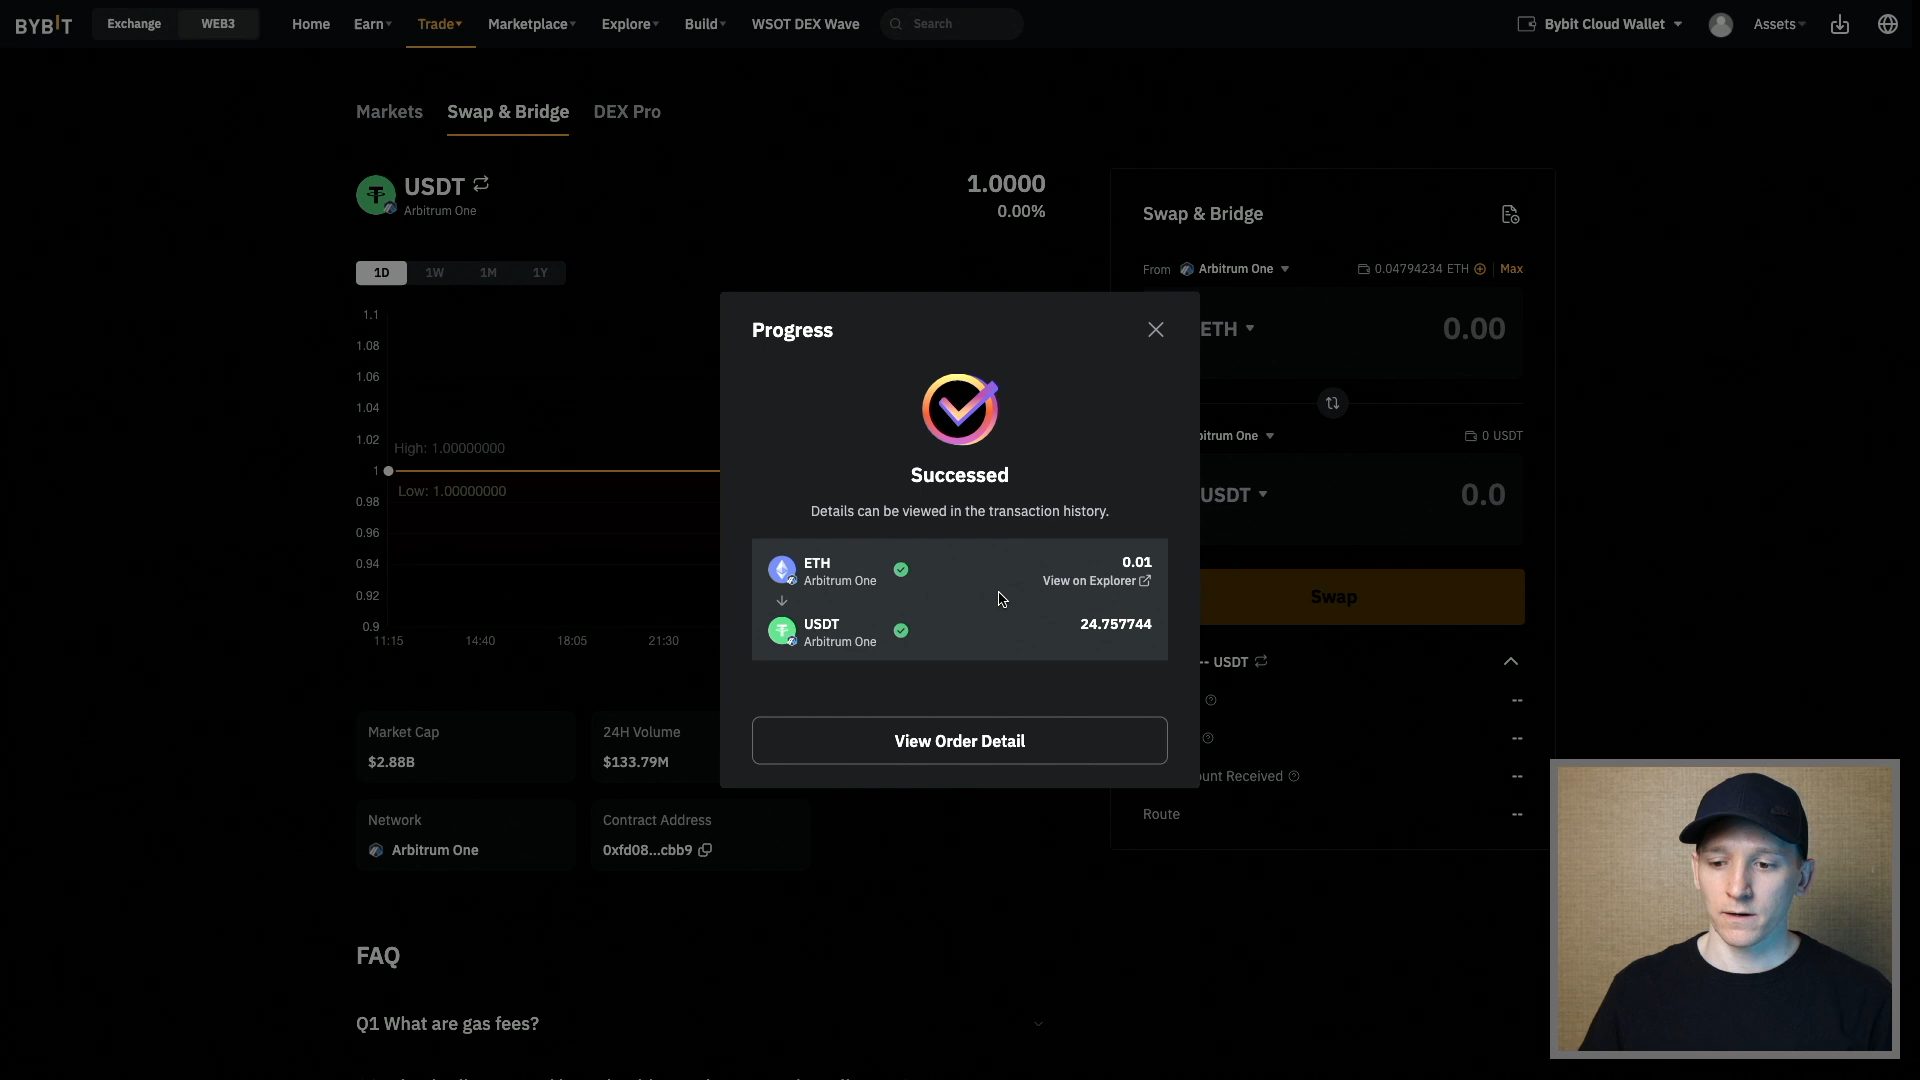 BYBIT
Exchange
WEB3
Home
Earn
Trade
Marketplace
Explore
Build
WSOT DEX Wave
Search
Bybit Cloud Wallet
Assets
Markets
Swap & Bridge
DEX Pro
USDT
Arbitrum One
1.0000
0.00%
1D
1W
1M
1Y
1.1
1.08
1.06
1.04
1.02
1
0.98
0.96
0.94
0.92
0.9
High: 1.00000000
Low: 1.00000000
11:15
14:40
18:05
21:30
Market Cap
$2.88B
24H Volume
$133.79M
Network
Arbitrum One
Contract Address
0xfd08...cbb9
FAQ
Q1 What are gas fees?
Progress
Successed
Details can be viewed in the transaction history.
ETH
Arbitrum One
0.01
View on Explorer
USDT
Arbitrum One
24.757744
View Order Detail
Swap & Bridge
From
Arbitrum One
0.04794234 ETH
Max
ETH
0.00
bitrum One
0 USDT
USDT
0.0
Swap
-- USDT
--
--
unt Received
--
Route
--